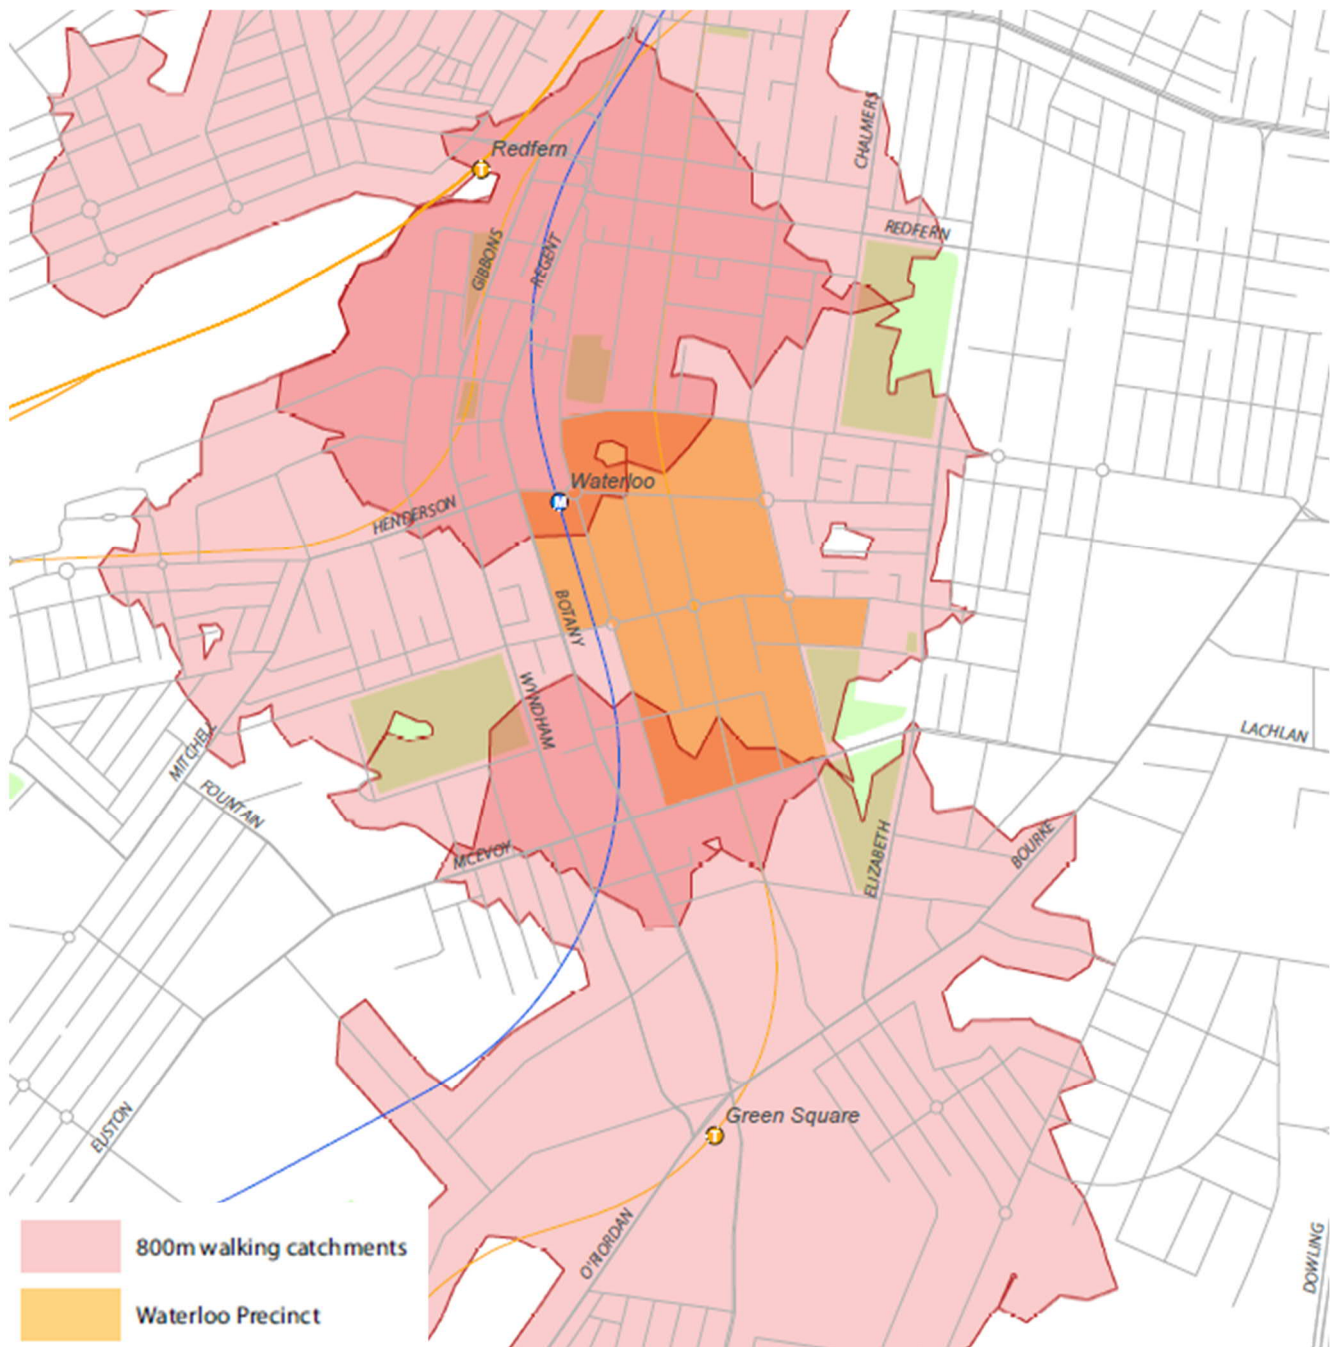 CHALMERS
Redfern
T
REDFERN
GIBBONS
REGENT
Waterloo
M
HENDERSON
BOTANY
WYNDHAM
MITCHELL
LACHLAN
FOUNTAIN
BOURKE
MCEVOY
ELIZABETH
Green Square
T
EUSTON
O'RIORDAN
DOWLING
800m walking catchments
Waterloo Precinct